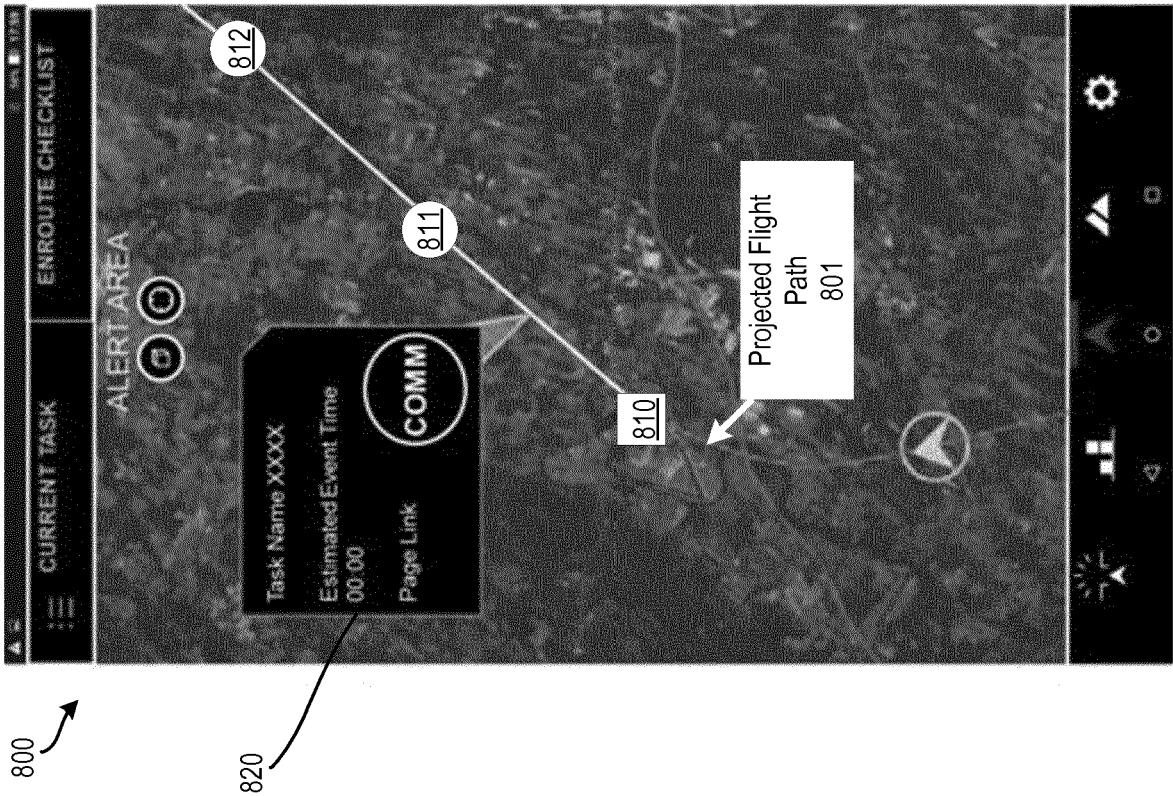 CURRENT TASK
ENROUTE CHECKLIST
ALERT AREA
Task Name XXXX
Estimated Event Time
00:00
Page Link
COMM
812
811
810
Projected Flight
Path
801
800
820